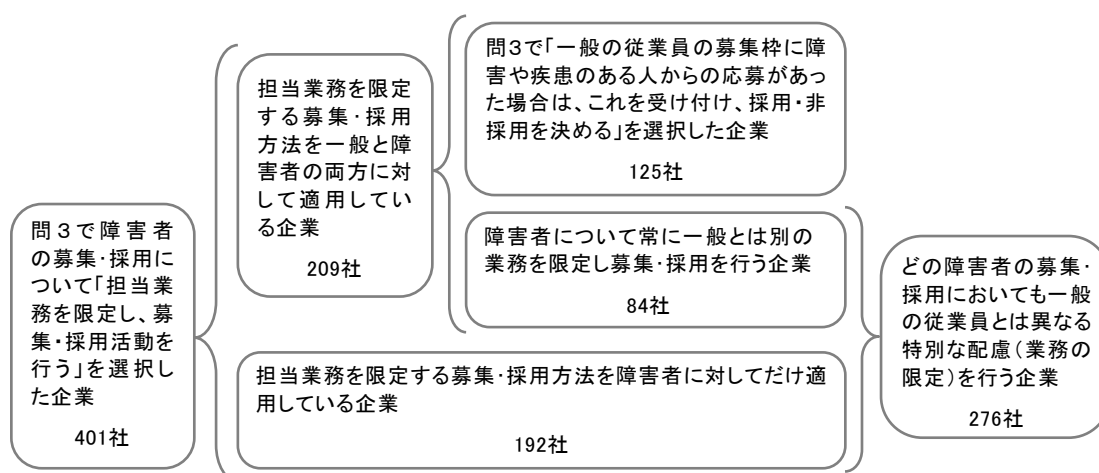 問３で障害者
の募集・採用に
ついて「担当業
務を限定し、募
集・採用活動を
行う」を選択し
た企業
401社
担当業務を限定
する募集・採用
方法を一般と障
害者の両方に対
して適用してい
る企業
209社
問３で「一般の従業員の募集枠に障
害や疾患のある人からの応募があっ
た場合は、これを受け付け、採用・非
採用を決める」を選択した企業
125社
障害者について常に一般とは別の
業務を限定し募集・採用を行う企業
84社
担当業務を限定する募集・採用方法を障害者に対してだけ適
用している企業
192社
どの障害者の募集・
採用においても一般
の従業員とは異なる
特別な配慮（業務の
限定）を行う企業
276社